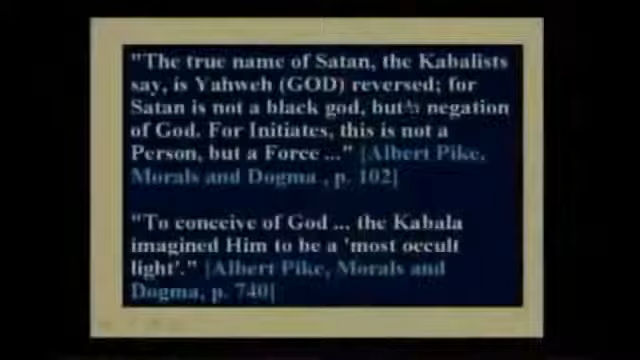 "The true name of Satan, the Kabalists
say, is Yahweh (GOD) reversed; for
Satan is not a black god, but negation
of God. For Initiates, this is not a
Person, but a Force ..." [Albert Pike,
Morals and Dogma , p. 102]
"To conceive of God ... the Kabala
imagined Him to be a 'most occult
light'." [Albert Pike, Morals and
Dogma, p. 740]